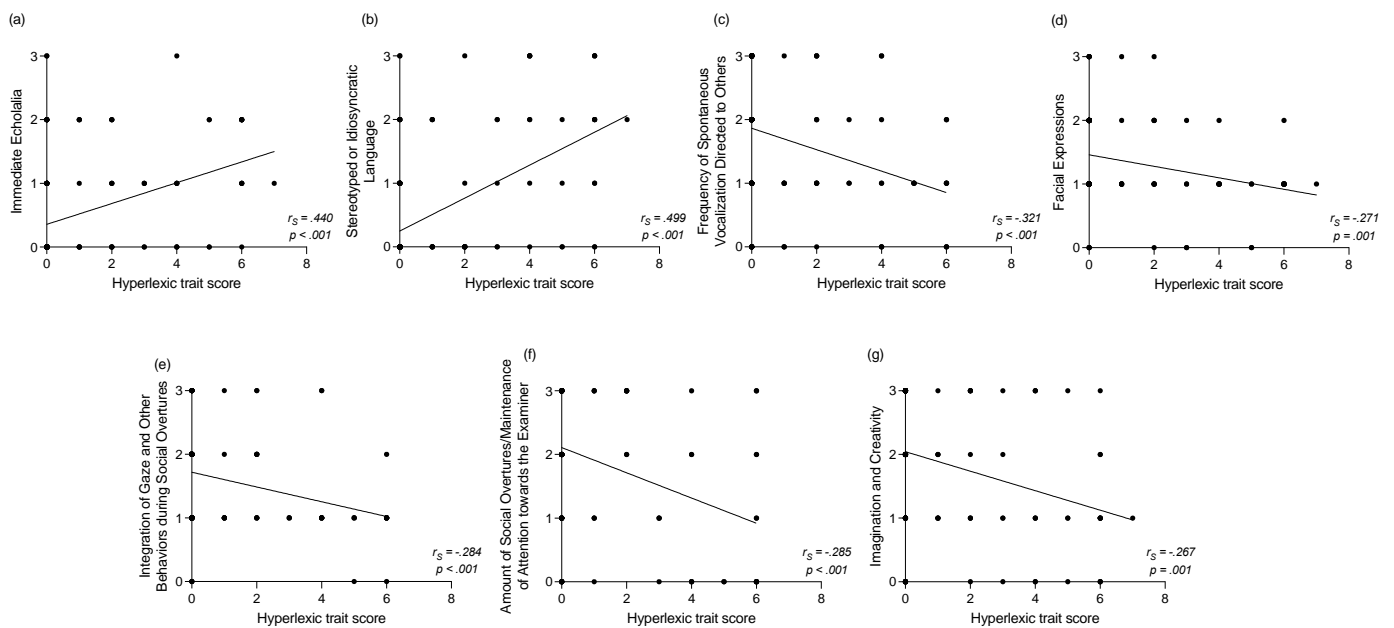 (a)
Immediate Echolalia
3
2
1
0
0 2 4 6 8
Hyperlexic trait score
r_S = .440
p < .001
(b)
Stereotyped or Idiosyncratic
Language
3
2
1
0
0 2 4 6 8
Hyperlexic trait score
r_S = .499
p < .001
(c)
Frequency of Spontaneous
Vocalization Directed to Others
3
2
1
0
0 2 4 6 8
Hyperlexic trait score
r_S = -.321
p < .001
(d)
Facial Expressions
3
2
1
0
0 2 4 6 8
Hyperlexic trait score
r_S = -.271
p = .001
(e)
Integration of Gaze and Other
Behaviors during Social Overtures
3
2
1
0
0 2 4 6 8
Hyperlexic trait score
r_S = -.284
p < .001
(f)
Amount of Social Overtures/Maintenance
of Attention towards the Examiner
3
2
1
0
0 2 4 6 8
Hyperlexic trait score
r_S = -.285
p < .001
(g)
Imagination and Creativity
3
2
1
0
0 2 4 6 8
Hyperlexic trait score
r_S = -.267
p = .001